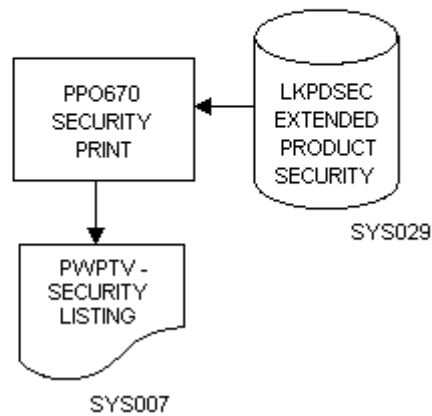 PPO670
SECURITY
PRINT
LKPDSEC
EXTENDED
PRODUCT
SECURITY
SYS029
PWPTV -
SECURITY
LISTING
SYS007